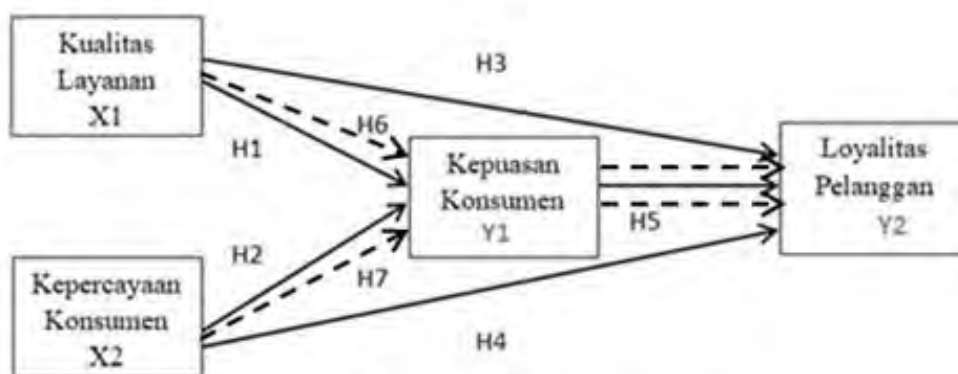 Kualitas
Layanan
X1
H3
H6
H1
Kepuasan
Konsumen
Y1
Loyalitas
Pelanggan
Y2
H5
H2
H7
Kepercayaan
Konsumen
X2
H4